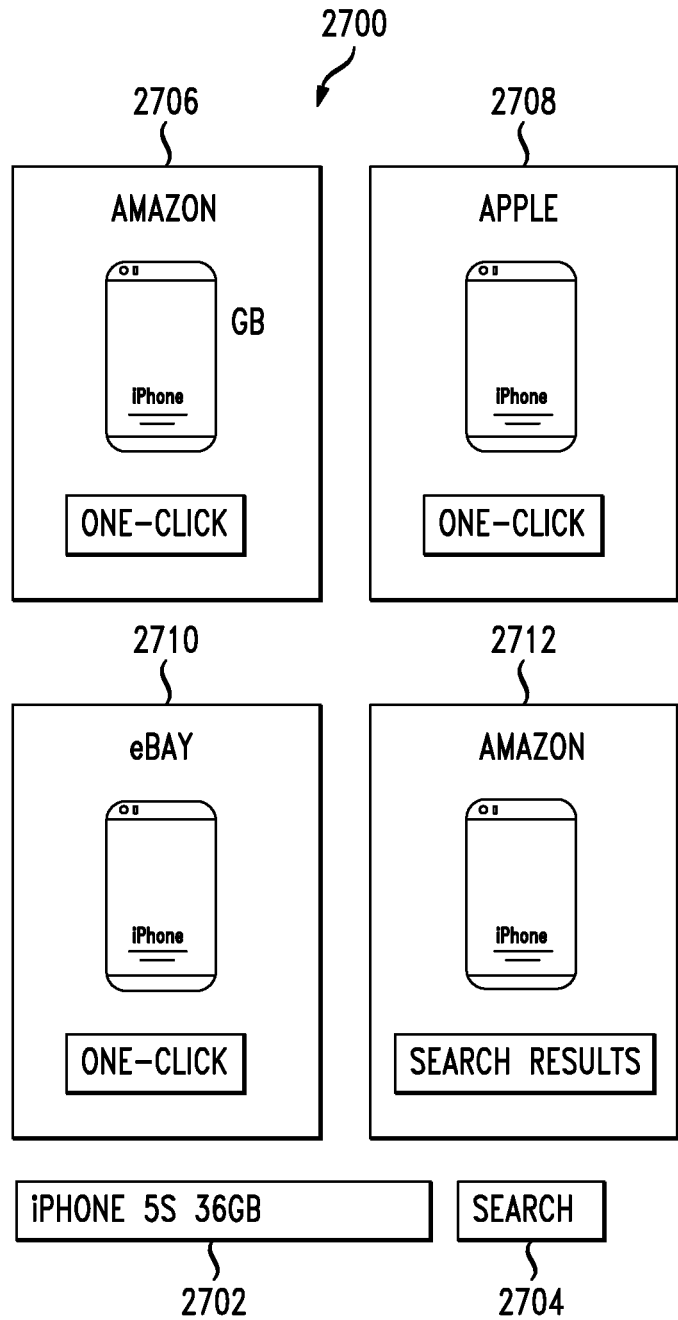 2700
2706
2708
AMAZON
APPLE
GB
iPhone
iPhone
ONE-CLICK
ONE-CLICK
2710
2712
eBAY
AMAZON
iPhone
iPhone
ONE-CLICK
SEARCH RESULTS
iPHONE 5S 36GB
SEARCH
2702
2704